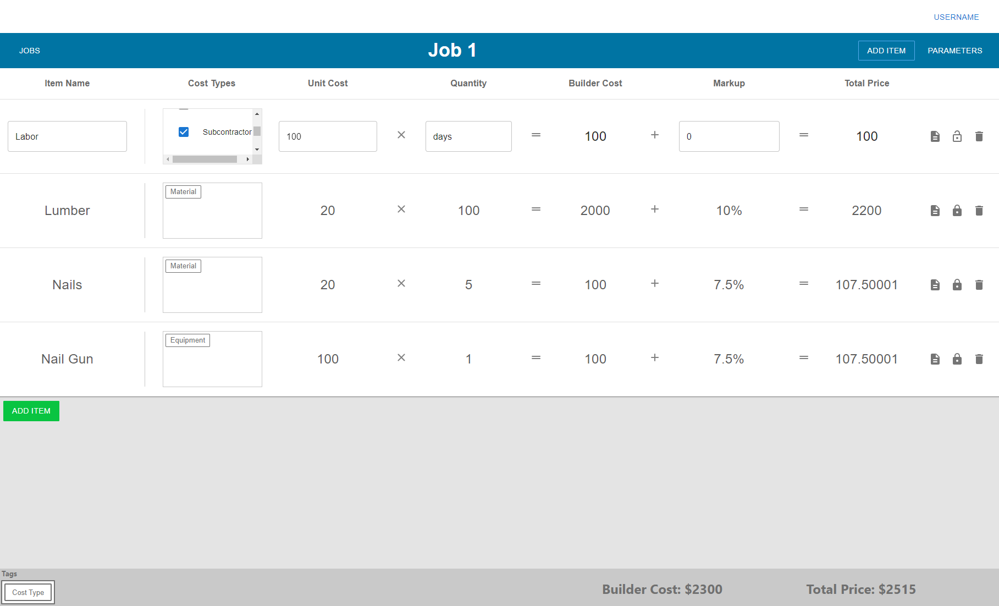 USERNAME
JOBS Job 1 ADD ITEM PARAMETERS
Item Name Cost Types Unit Cost Quantity Builder Cost Markup Total Price
Labor Subcontractor 100 × days = 100 + 0 = 100
Material
Lumber 20 × 100 = 2000 + 10% = 2200
Material
Nails 20 × 5 = 100 + 7.5% = 107.50001
Equipment
Nail Gun 100 × 1 = 100 + 7.5% = 107.50001
ADD ITEM
Tags
Cost Type Builder Cost: $2300 Total Price: $2515